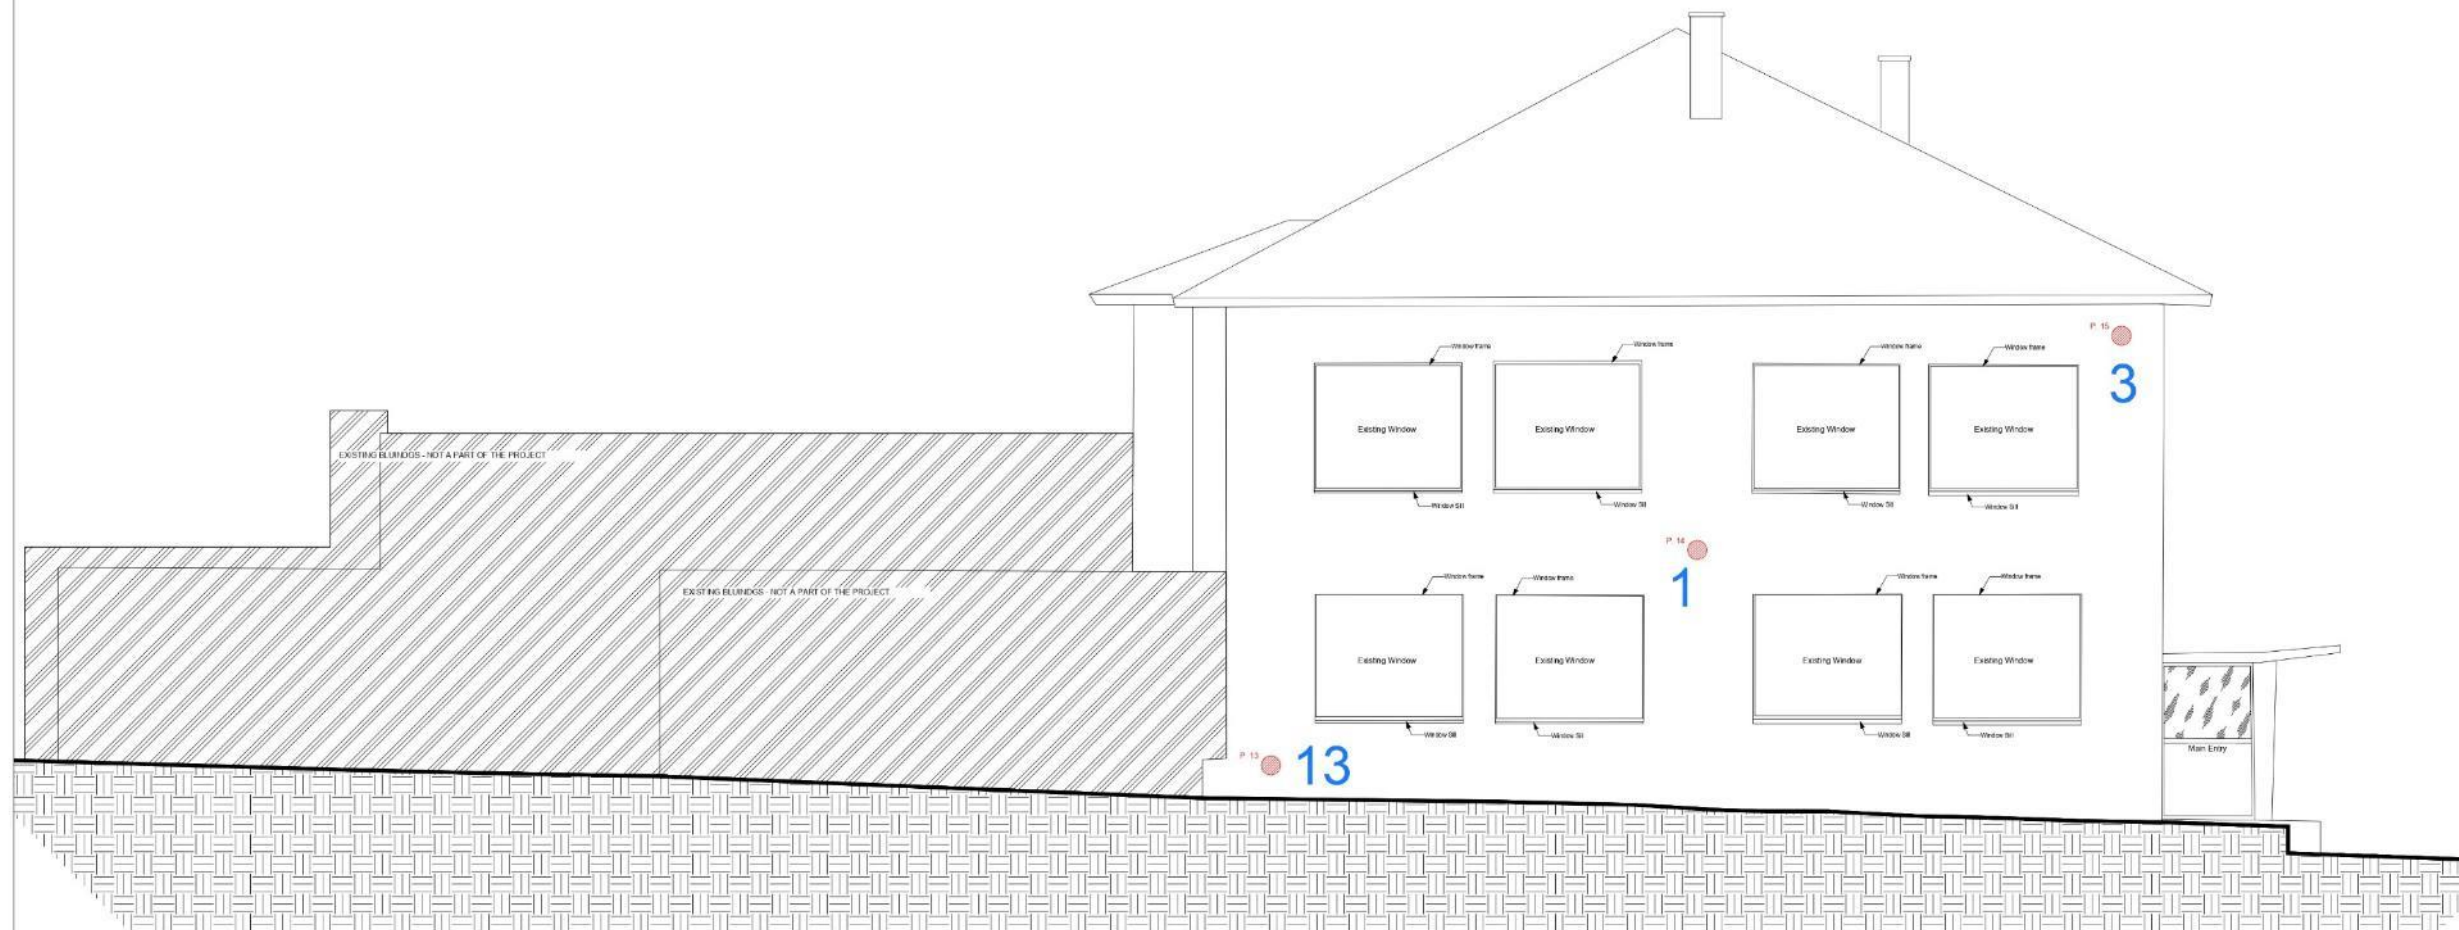 P 15
3
Window frame
Window frame
Window frame
Window frame
Existing Window
Existing Window
Existing Window
Existing Window
EXISTING BLUINDGS - NOT A PART OF THE PROJECT
Window Sill
Window Sill
Window Sill
Window Sill
P 14
1
Window frame
Window frame
Window frame
Window frame
EXISTING BLUINDGS - NOT A PART OF THE PROJECT
Existing Window
Existing Window
Existing Window
Existing Window
Window Sill
Window Sill
Window Sill
Window Sill
Main Entry
P 13
13